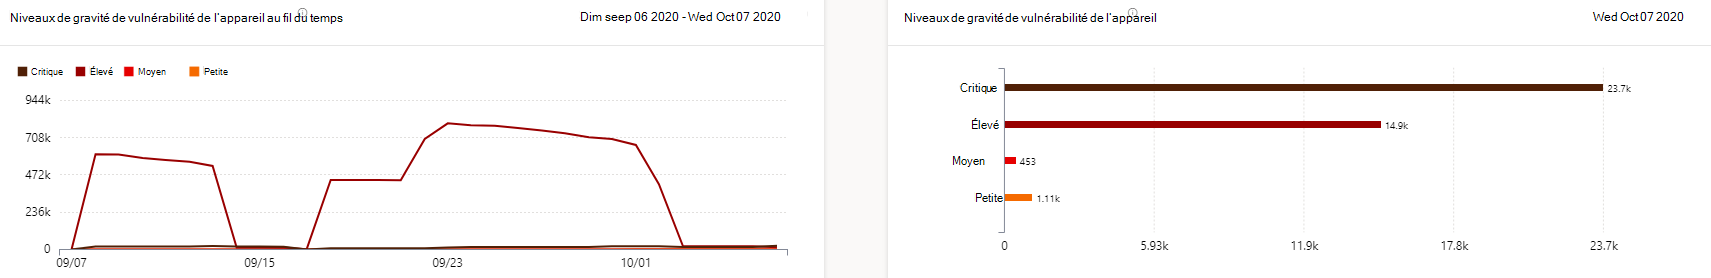 Niveaux de gravité de vulnérabilité de l'appareil au fil du temps
Dim seep 06 2020 - Wed Oct 07 2020
Critique Élevé Moyen Petite
944k
708k
472k
236k
0
09/07 09/15 09/23 10/01
Niveaux de gravité de vulnérabilité de l'appareil
Wed Oct 07 2020
Critique 23.7k
Élevé 14.9k
Moyen 453
Petite 1.11k
0 5.93k 11.9k 17.8k 23.7k